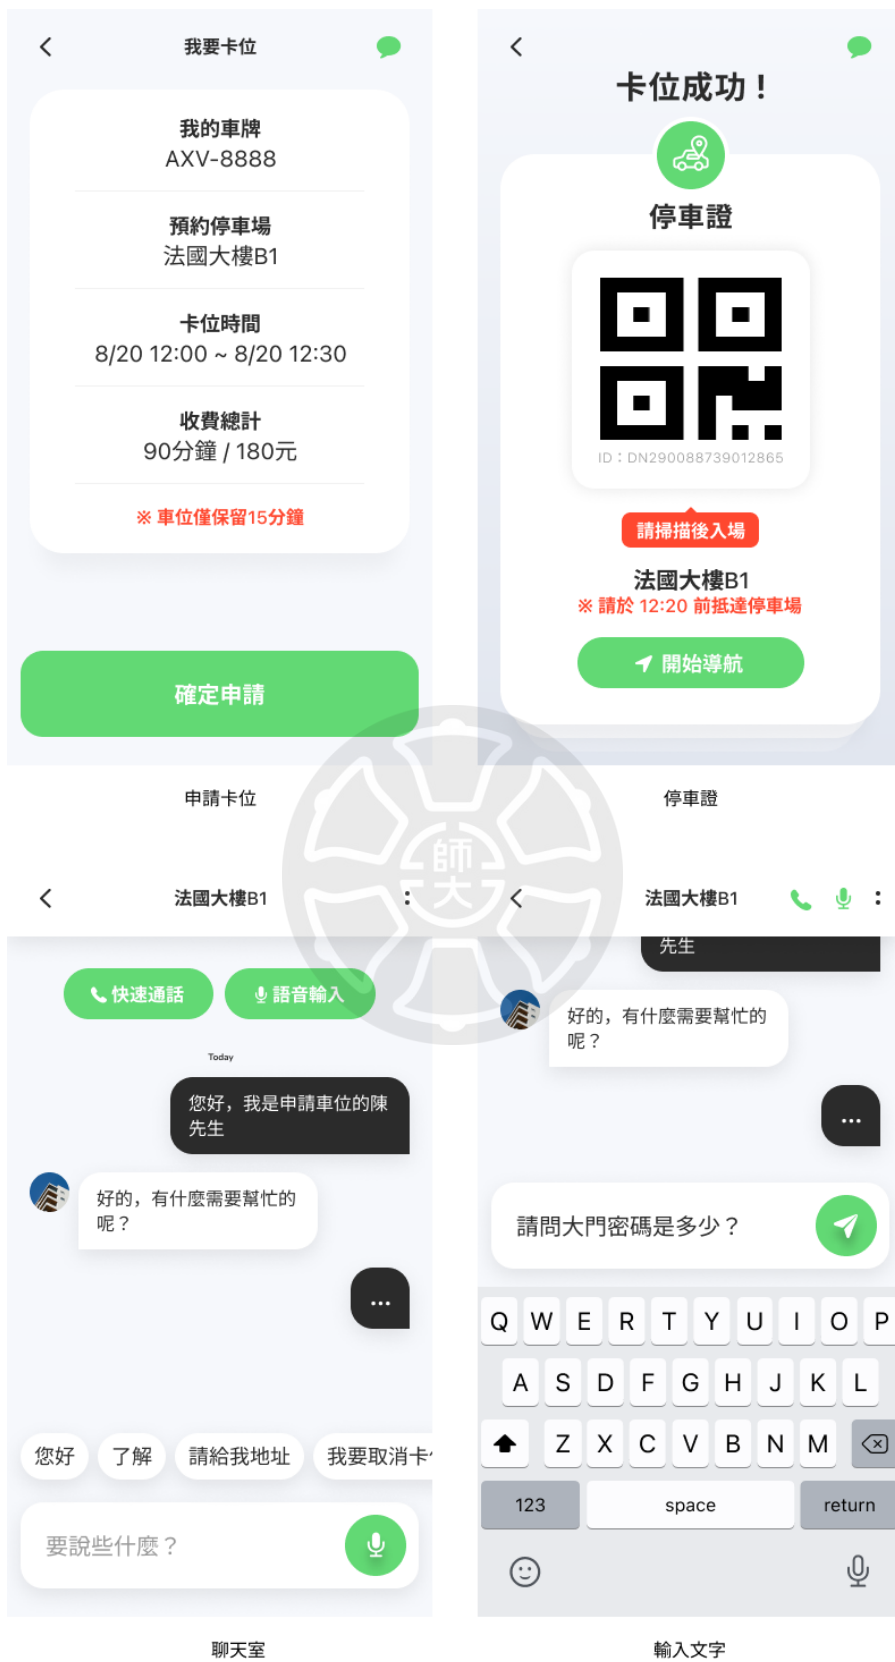 我要卡位
我的車牌
AXV-8888
預約停車場
法國大樓B1
卡位時間
8/20 12:00 ~ 8/20 12:30
收費總計
90分鐘 / 180元
※ 車位僅保留15分鐘
確定申請
申請卡位
卡位成功！
停車證
ID：DN290088739012865
請掃描後入場
法國大樓B1
※ 請於 12:20 前抵達停車場
開始導航
停車證
師大
法國大樓B1
快速通話
語音輸入
Today
您好，我是申請車位的陳
先生
好的，有什麼需要幫忙的
呢？
...
您好
了解
請給我地址
我要取消卡
要說些什麼？
聊天室
法國大樓B1
先生
好的，有什麼需要幫忙的
呢？
...
請問大門密碼是多少？
Q W E R T Y U I O P
A S D F G H J K L
Z X C V B N M
123 space return
輸入文字